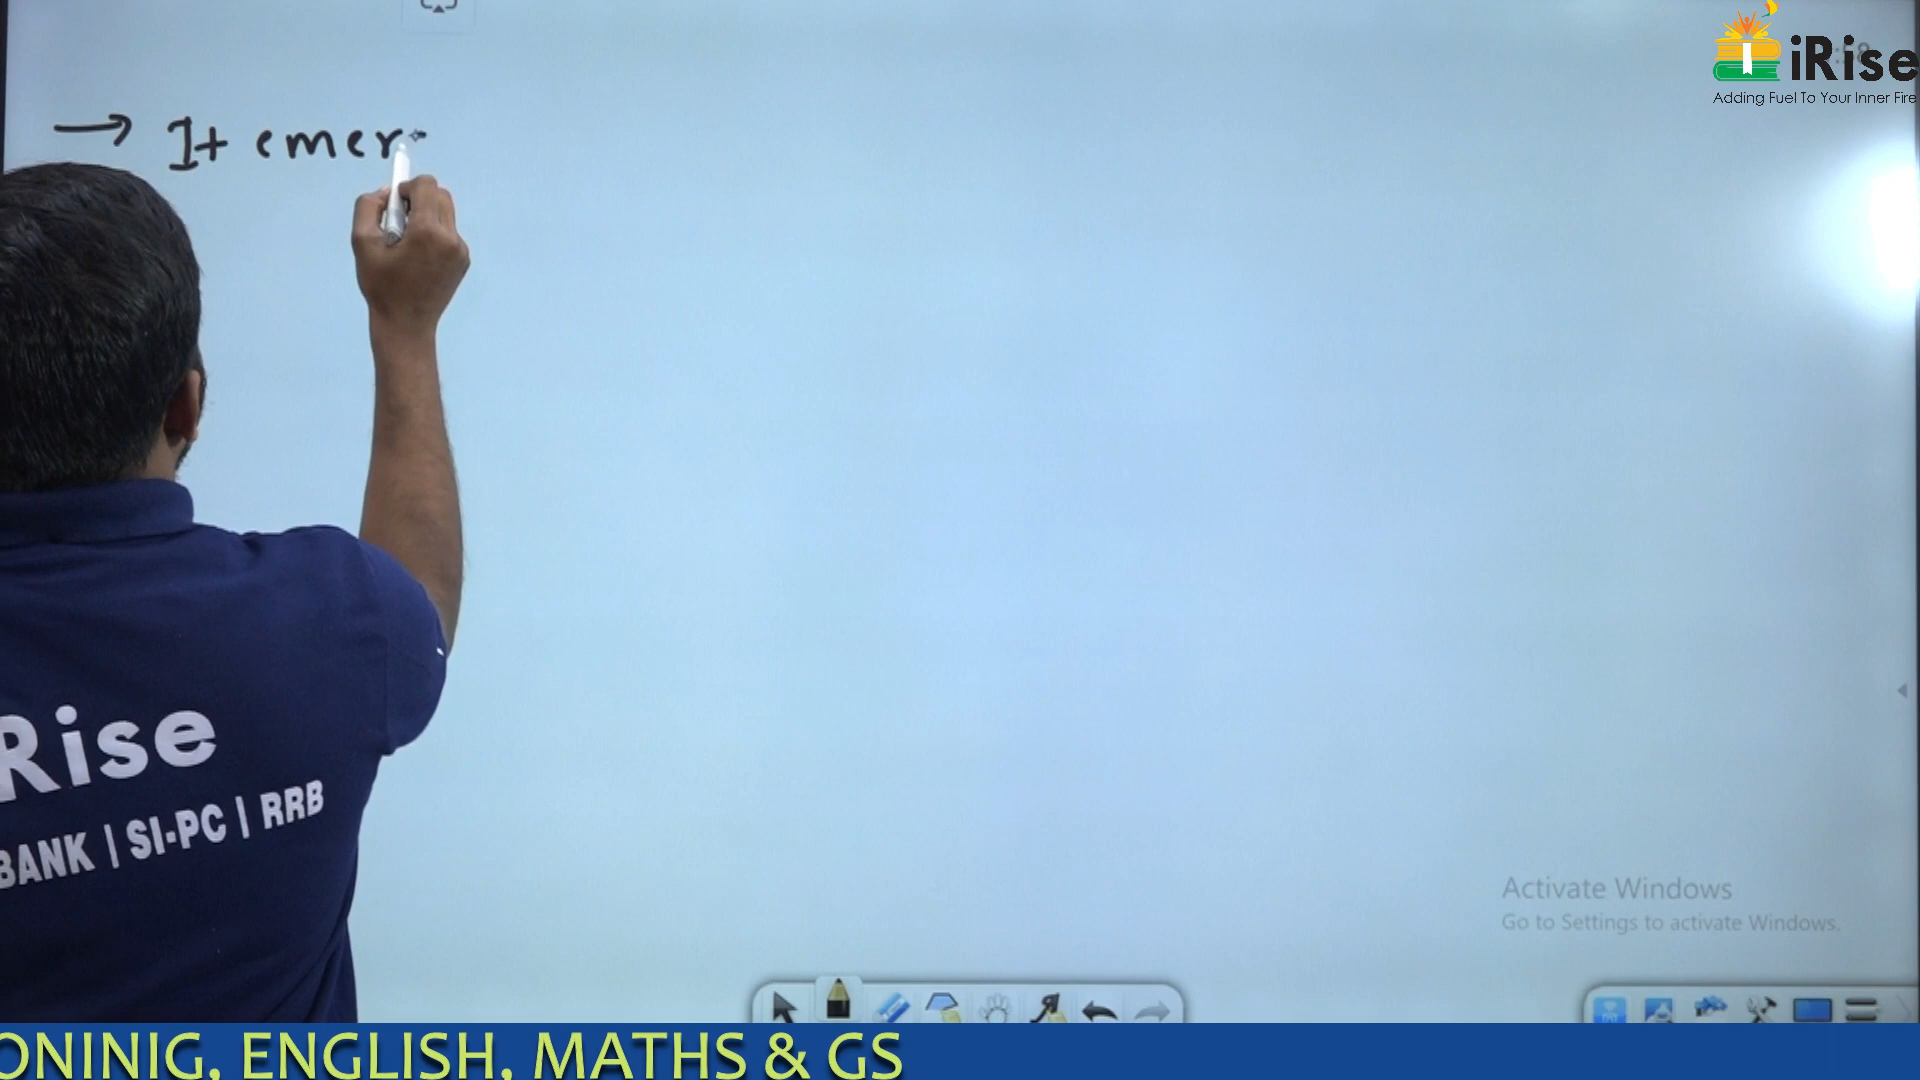 iRise
Adding Fuel To Your Inner Fire
→ It emer
Rise
BANK | SI-PC | RRB
Activate Windows
Go to Settings to activate Windows.
ONINIG, ENGLISH, MATHS & GS